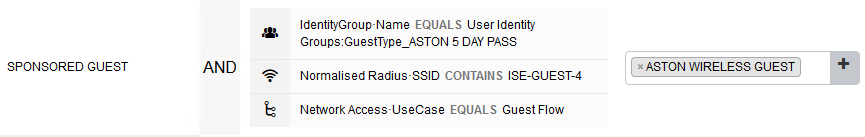 SPONSORED GUEST
AND
IdentityGroup·Name EQUALS User Identity
Groups:GuestType_ASTON 5 DAY PASS
Normalised Radius·SSID CONTAINS ISE-GUEST-4
Network Access·UseCase EQUALS Guest Flow
× ASTON WIRELESS GUEST